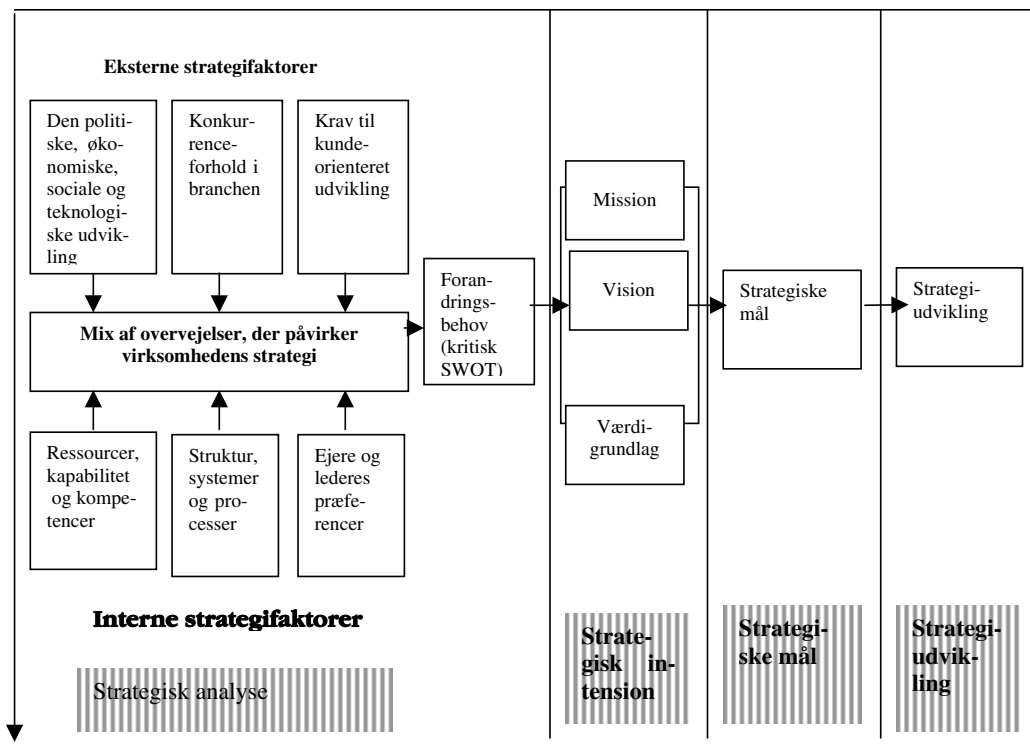 Eksterne strategifaktorer
Den politi-
ske, øko-
nomiske,
sociale og
teknologi-
ske udvik-
ling
Konkur-
rence-
forhold i
branchen
Krav til
kunde-
orienteret
udvikling
Mix af overvejelser, der påvirker
virksomhedens strategi
Ressourcer,
kapabilitet
og kompe-
tencer
Struktur,
systemer
og pro-
cesser
Ejere og
lederes
præfe-
rencer
Interne strategifaktorer
Strategisk analyse
Foran-
drings-
behov
(kritisk
SWOT)
Mission
Vision
Værdi-
grundlag
Strate-
gisk in-
tension
Strategiske
mål
Strategi-
ske mål
Strategi-
udvikling
Strategi-
udvik-
ling